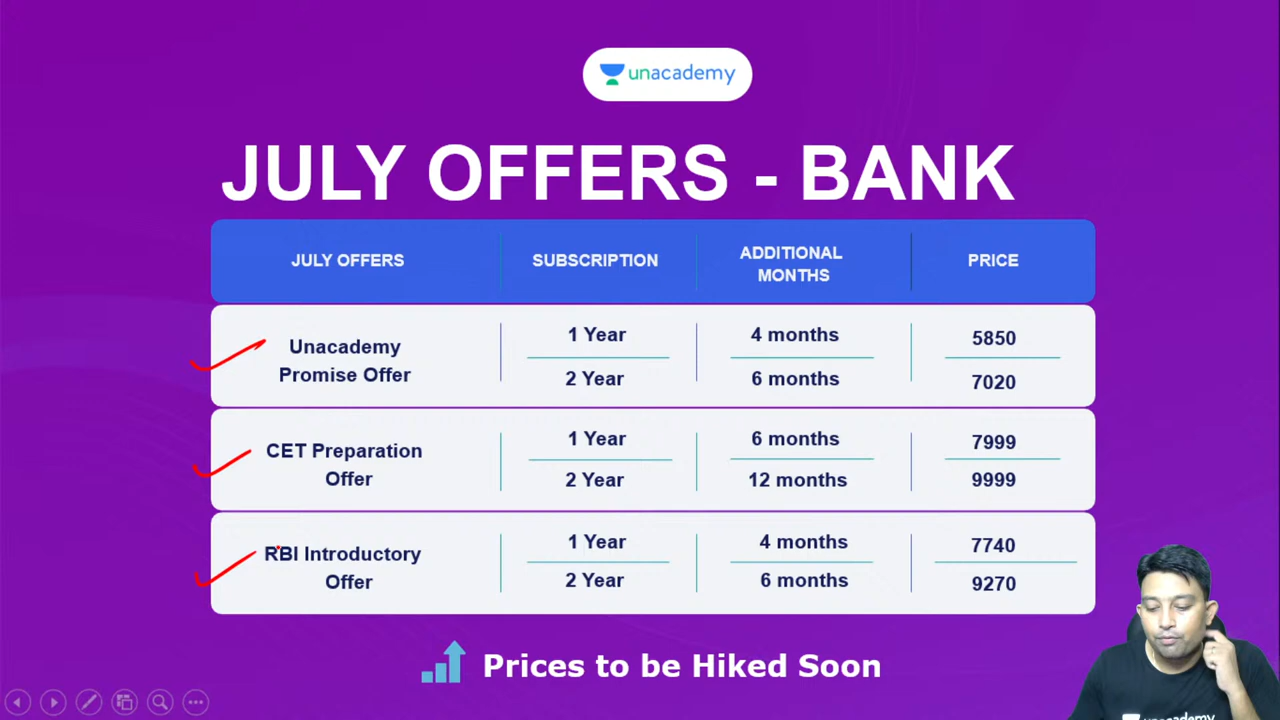 unacademy
JULY OFFERS - BANK
JULY OFFERS
SUBSCRIPTION
ADDITIONAL
MONTHS
PRICE
Unacademy
Promise Offer
1 Year
4 months
5850
2 Year
6 months
7020
CET Preparation
Offer
1 Year
6 months
7999
2 Year
12 months
9999
RBI Introductory
Offer
1 Year
4 months
7740
2 Year
6 months
9270
Prices to be Hiked Soon
unacademy